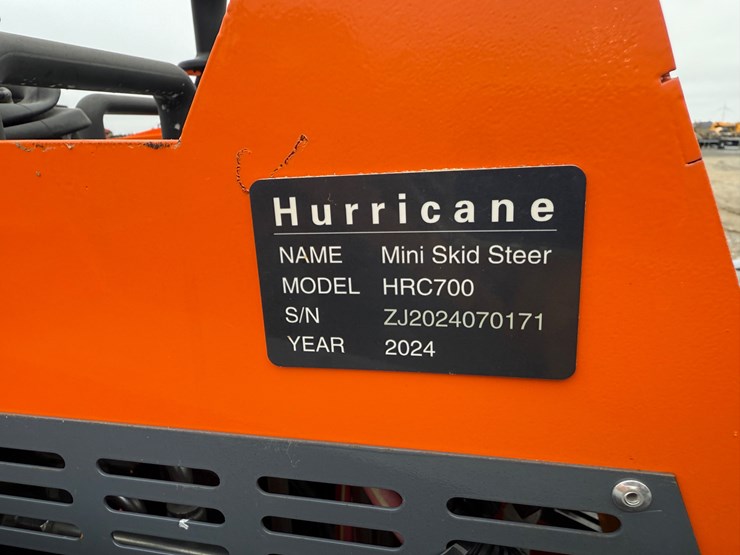 Hurricane
NAME Mini Skid Steer
MODEL HRC700
S/N ZJ2024070171
YEAR 2024